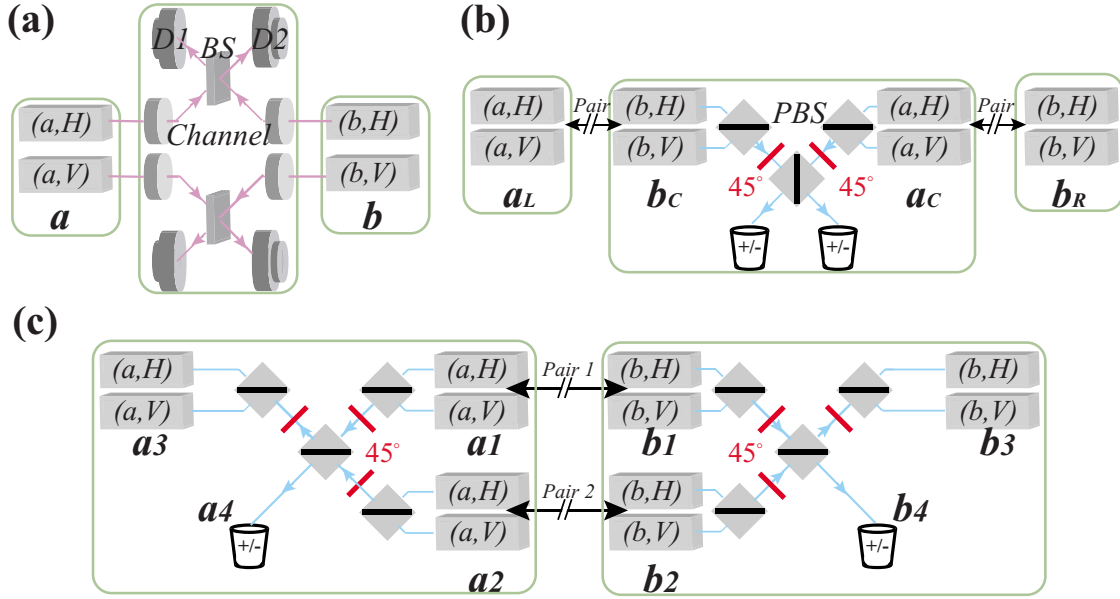 (a)
D1 BS D2
(a,H) Channel (b,H)
(a,V) (b,V)
a b
(b)
(a,H) Pair (b,H) PBS (a,H) Pair (b,H)
(a,V) (b,V) (a,V) (b,V)
45° 45°
aL bC aC bR
+/- +/-
(c)
(a,H) (a,H) Pair 1 (b,H) (b,H)
(a,V) (a,V) (b,V) (b,V)
a3 45° a1 b1 45° b3
(a,H) Pair 2 (b,H)
a4 (a,V) (b,V) b4
+/- +/-
a2 b2